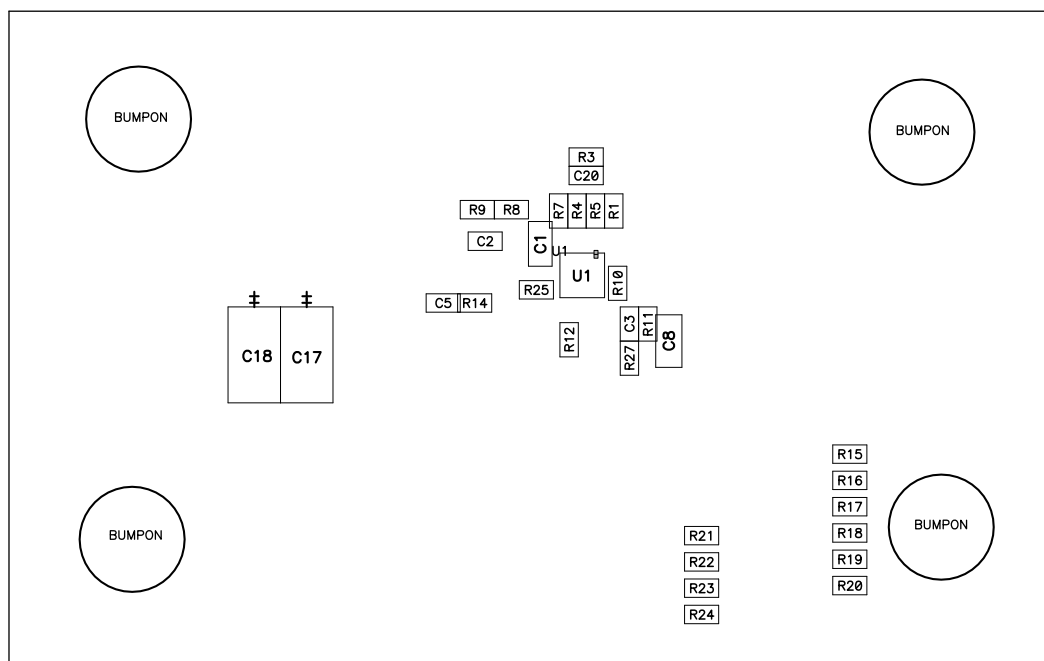 BUMPON
BUMPON
R3
C20
R9
R8
R7
R4
R5
R1
C2
C1
U1
U1
R10
R25
C5
R14
C3
R11
R12
C8
R27
C18
C17
R15
R16
R17
BUMPON
BUMPON
R21
R18
R22
R19
R23
R20
R24